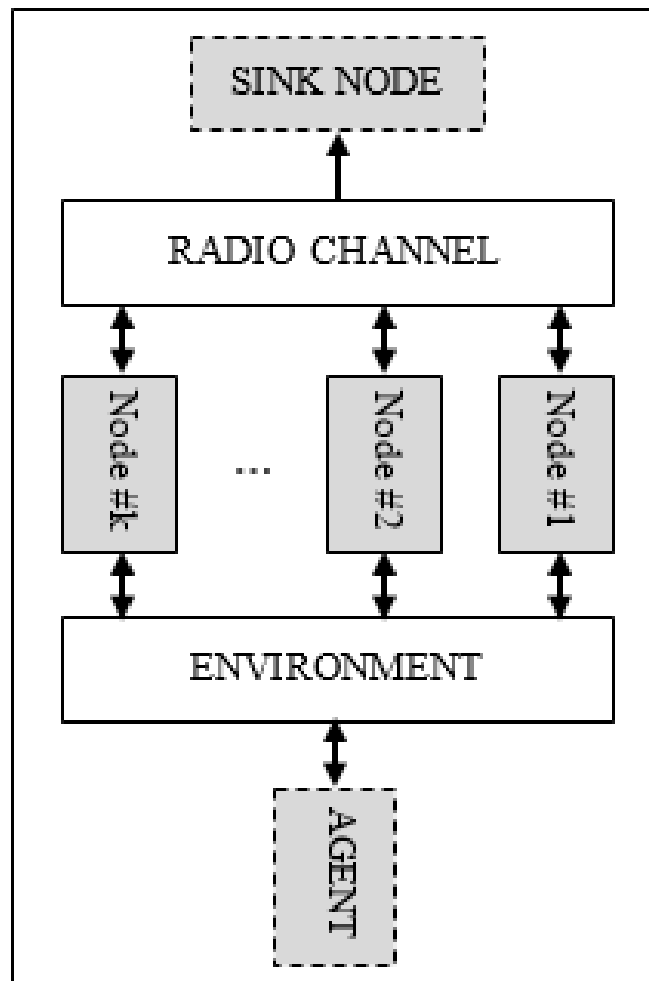 SINK NODE
RADIO CHANNEL
Node #k
...
Node #2
Node #1
ENVIRONMENT
AGENT